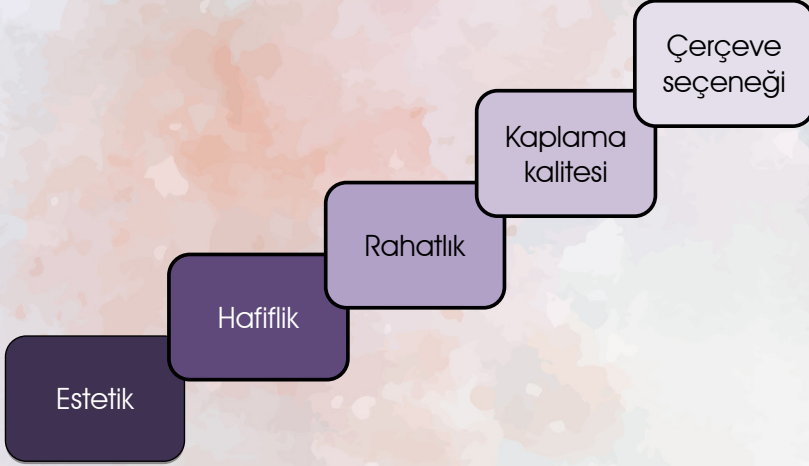 Çerçeve
seçeneği
Kaplama
kalitesi
Rahatlık
Hafiflik
Estetik